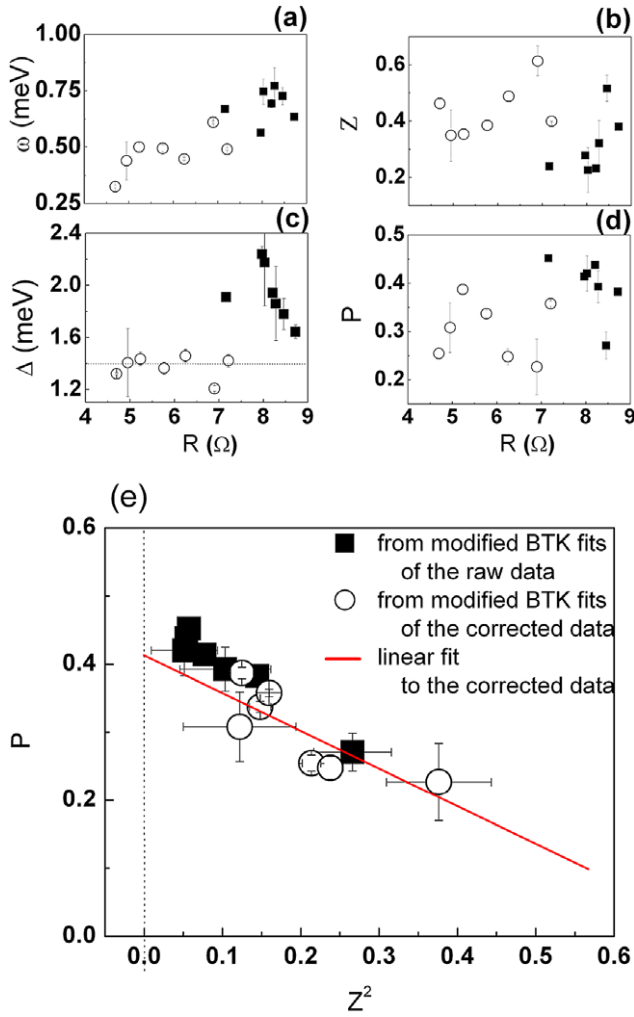 (a)
(b)
1.00
0.75
0.50
0.25
ω (meV)
0.6
0.4
0.2
Z
(c)
(d)
2.4
1.8
1.2
Δ (meV)
4 5 6 7 8 9
R (Ω)
0.5
0.4
0.3
0.2
P
4 5 6 7 8 9
R (Ω)
(e)
0.6
0.4
0.2
0.0
P
from modified BTK fits
of the raw data
from modified BTK fits
of the corrected data
linear fit
to the corrected data
0.0 0.1 0.2 0.3 0.4 0.5 0.6
Z²